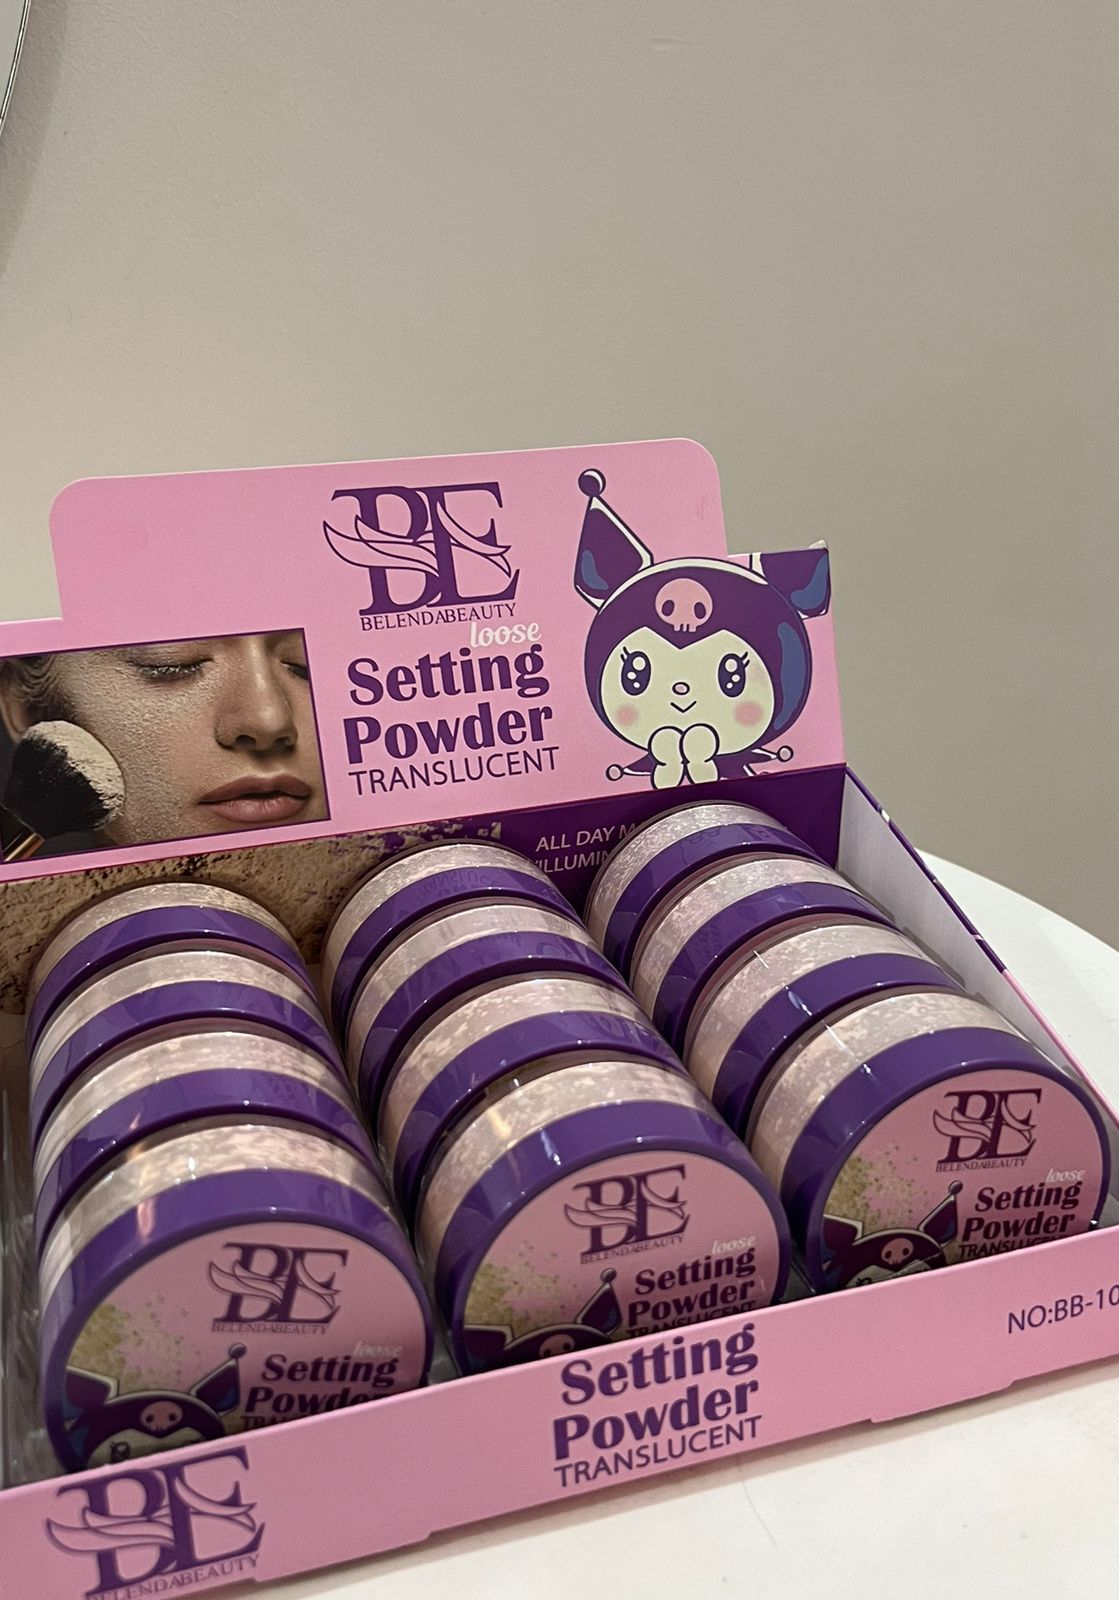 BE
BELENDABEAUTY
loose
Setting
Powder
TRANSLUCENT
ALL DAY
BE
BELENDABEAUTY
loose
Setting
Powder
BE
BELENDABEAUTY
loose
Setting
Powder
TRANSLUCENT
BE
BELENDABEAUTY
loose
Setting
Powder
NO:BB-10
Setting
Powder
TRANSLUCENT
BE
BELENDABEAUTY